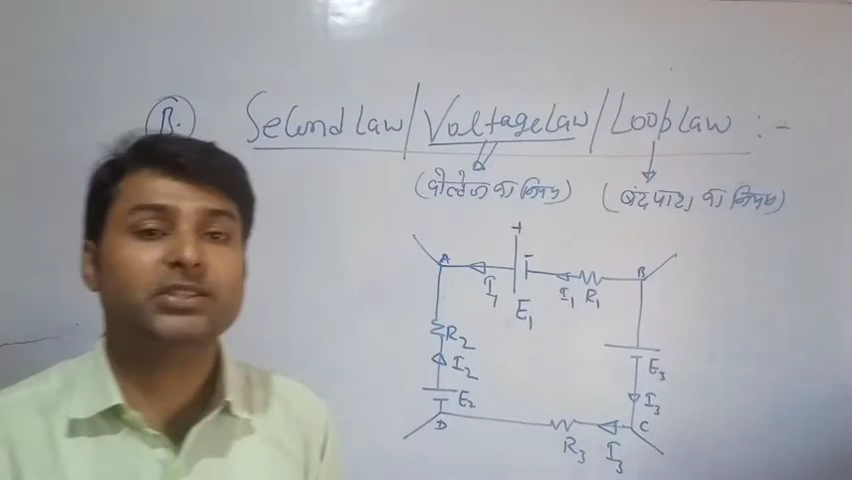 B. Second Law / Voltage Law / Loop Law :-
(वोल्टेज का नियम) (बंद पाश का नियम)
+ -
A I₁ E₁ I₁ R₁ B
R₂ I₂ E₂ E₃ I₃
D R₃ I₃ C